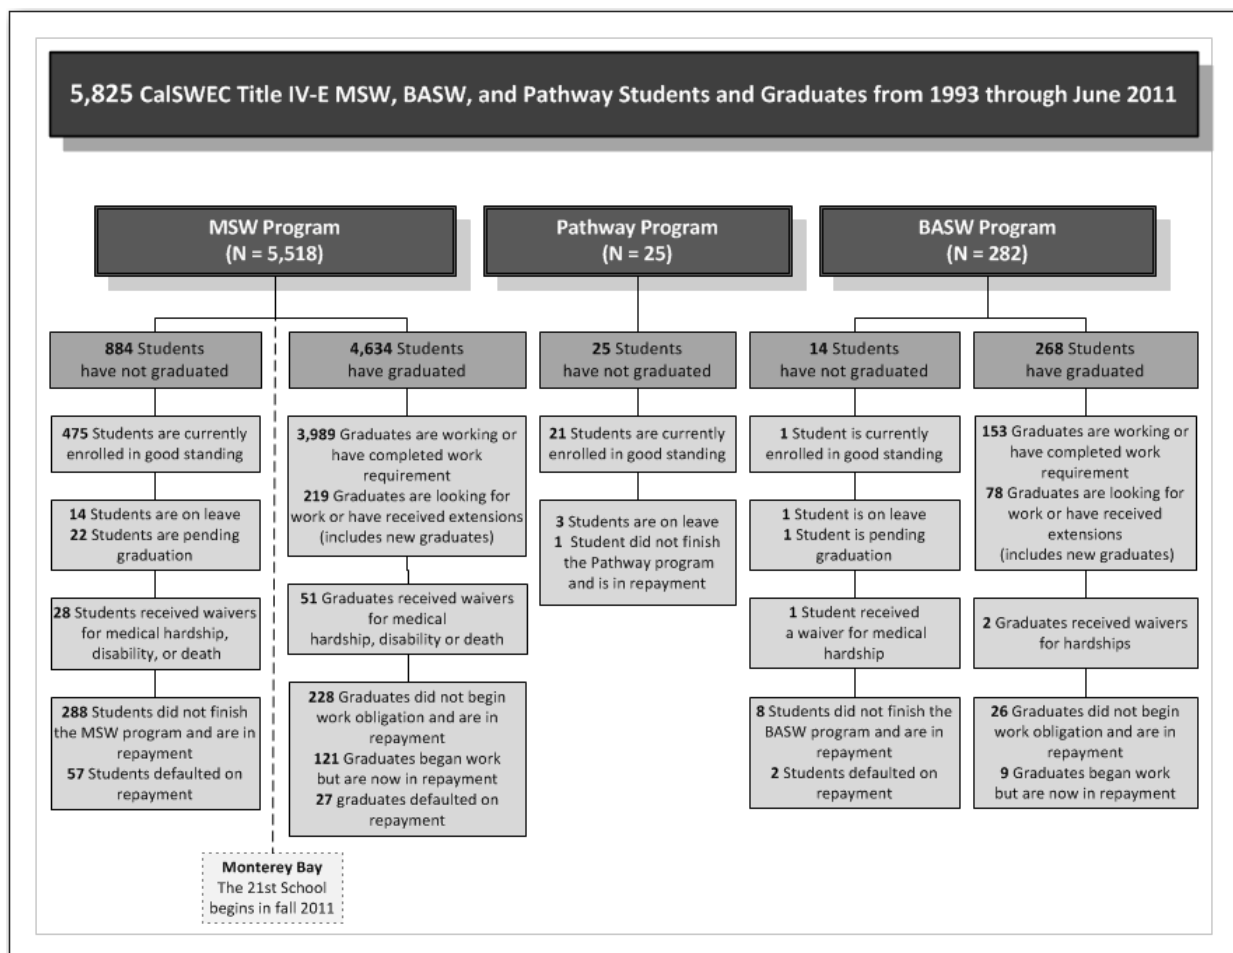 5,825 CalSWEC Title IV-E MSW, BASW, and Pathway Students and Graduates from 1993 through June 2011
MSW Program
(N = 5,518)
884 Students
have not graduated
475 Students are currently
enrolled in good standing
14 Students are on leave
22 Students are pending
graduation
28 Students received waivers
for medical hardship,
disability, or death
288 Students did not finish
the MSW program and are in
repayment
57 Students defaulted on
repayment
4,634 Students
have graduated
3,989 Graduates are working or
have completed work
requirement
219 Graduates are looking for
work or have received extensions
(includes new graduates)
51 Graduates received waivers
for medical
hardship, disability or death
228 Graduates did not begin
work obligation and are in
repayment
121 Graduates began work
but are now in repayment
27 graduates defaulted on
repayment
Monterey Bay
The 21st School
begins in fall 2011
Pathway Program
(N = 25)
25 Students
have not graduated
21 Students are currently
enrolled in good standing
3 Students are on leave
1 Student did not finish
the Pathway program
and is in repayment
BASW Program
(N = 282)
14 Students
have not graduated
1 Student is currently
enrolled in good standing
1 Student is on leave
1 Student is pending
graduation
1 Student received
a waiver for medical
hardship
8 Students did not finish the
BASW program and are in
repayment
2 Students defaulted on
repayment
268 Students
have graduated
153 Graduates are working or
have completed work
requirement
78 Graduates are looking for
work or have received
extensions
(includes new graduates)
2 Graduates received waivers
for hardships
26 Graduates did not begin
work obligation and are in
repayment
9 Graduates began work
but are now in repayment